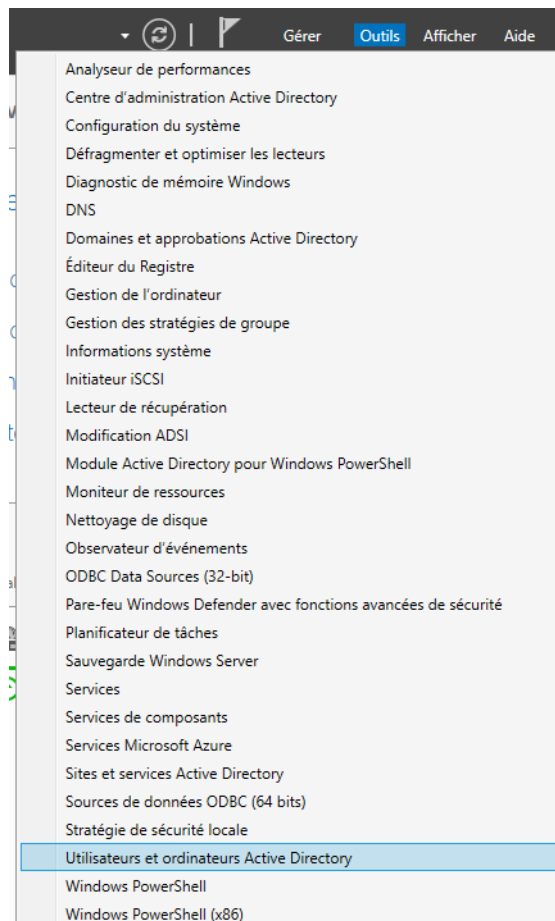 Gérer Outils Afficher Aide
Analyseur de performances
Centre d'administration Active Directory
Configuration du système
Défragmenter et optimiser les lecteurs
Diagnostic de mémoire Windows
DNS
Domaines et approbations Active Directory
Éditeur du Registre
Gestion de l'ordinateur
Gestion des stratégies de groupe
Informations système
Initiateur iSCSI
Lecteur de récupération
Modification ADSI
Module Active Directory pour Windows PowerShell
Moniteur de ressources
Nettoyage de disque
Observateur d'événements
ODBC Data Sources (32-bit)
Pare-feu Windows Defender avec fonctions avancées de sécurité
Planificateur de tâches
Sauvegarde Windows Server
Services
Services de composants
Services Microsoft Azure
Sites et services Active Directory
Sources de données ODBC (64 bits)
Stratégie de sécurité locale
Utilisateurs et ordinateurs Active Directory
Windows PowerShell
Windows PowerShell (x86)